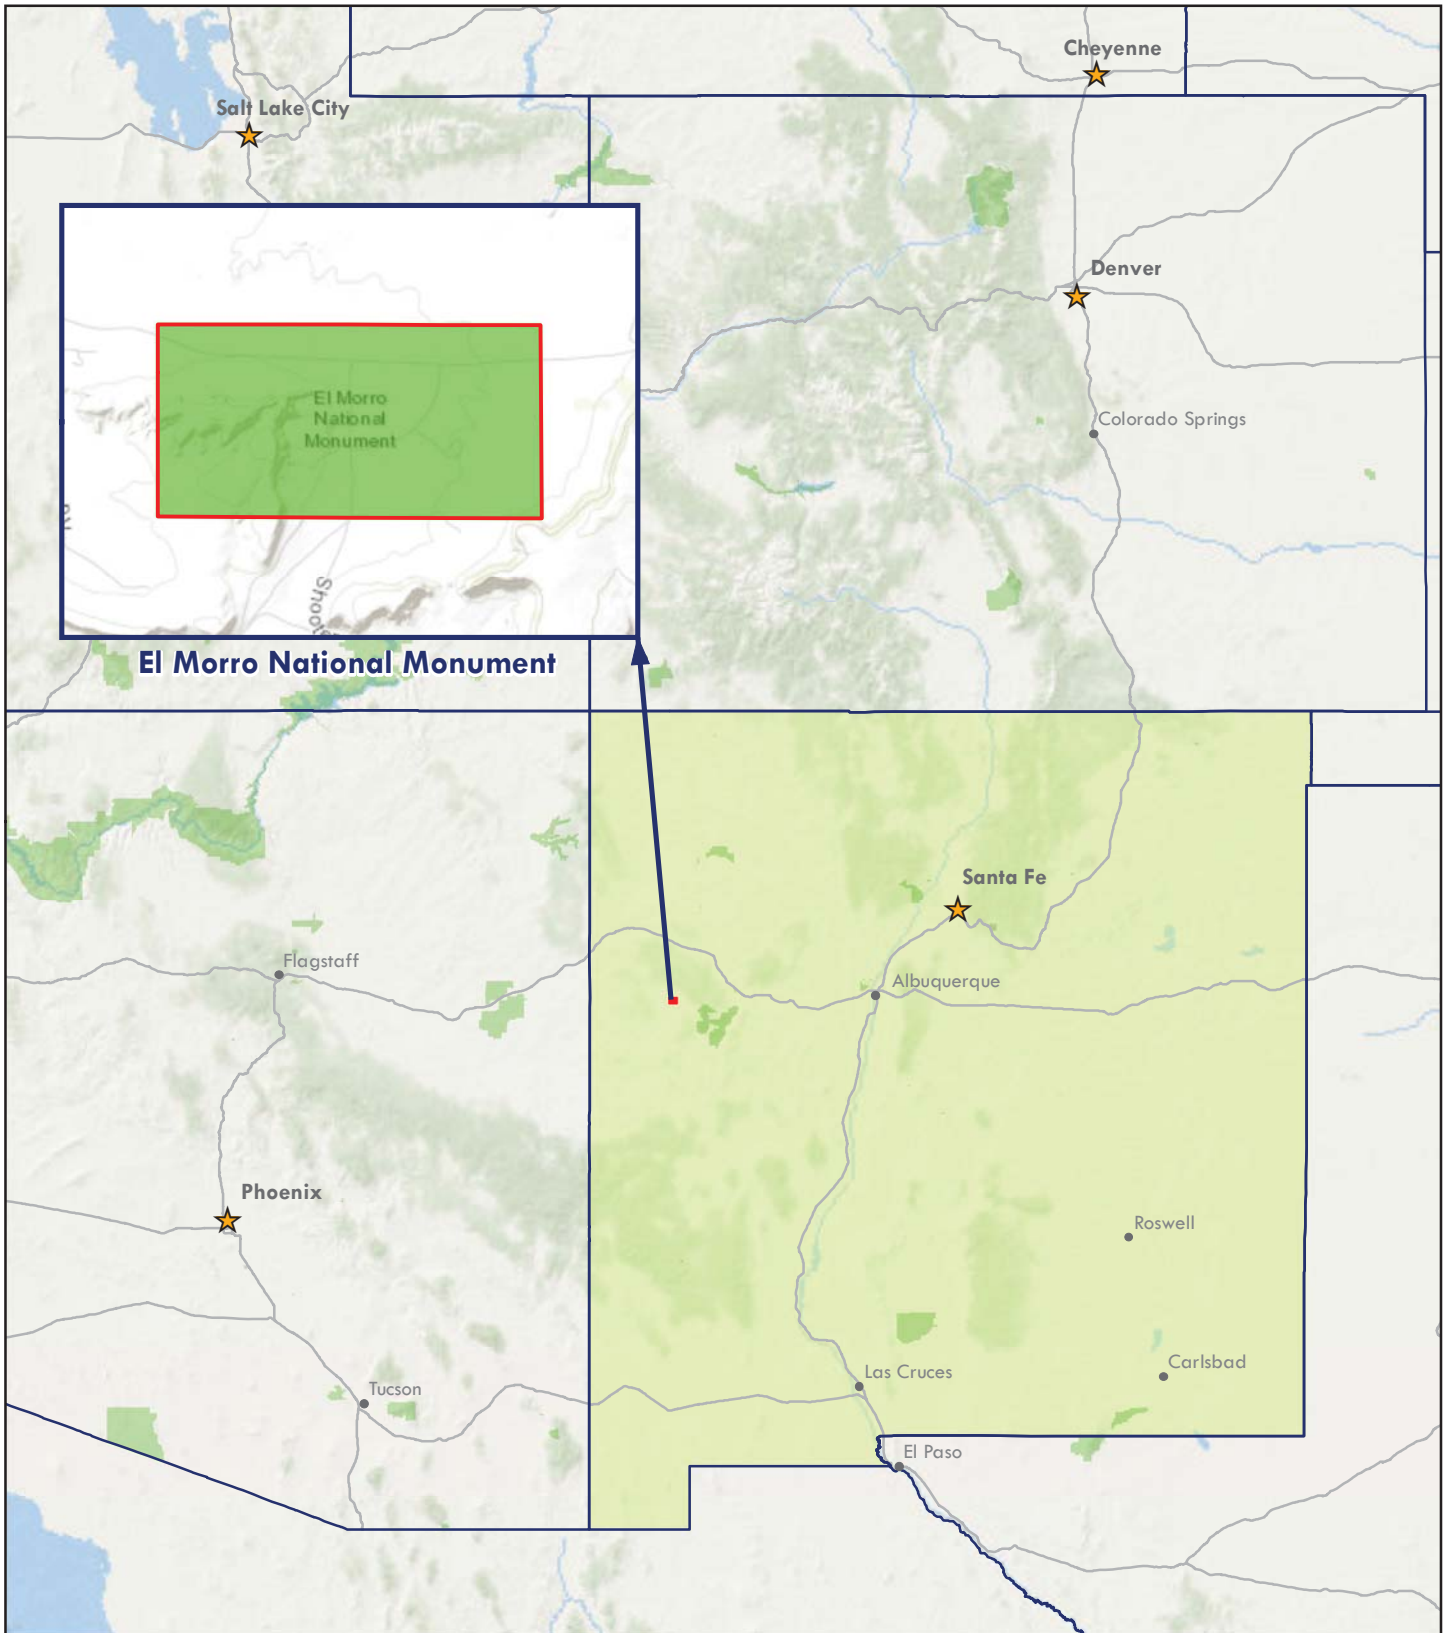 Cheyenne
Salt Lake City
Denver
El Morro
National
Monument
Colorado Springs
El Morro National Monument
Santa Fe
Flagstaff
Albuquerque
Phoenix
Roswell
Carlsbad
Las Cruces
Tucson
El Paso